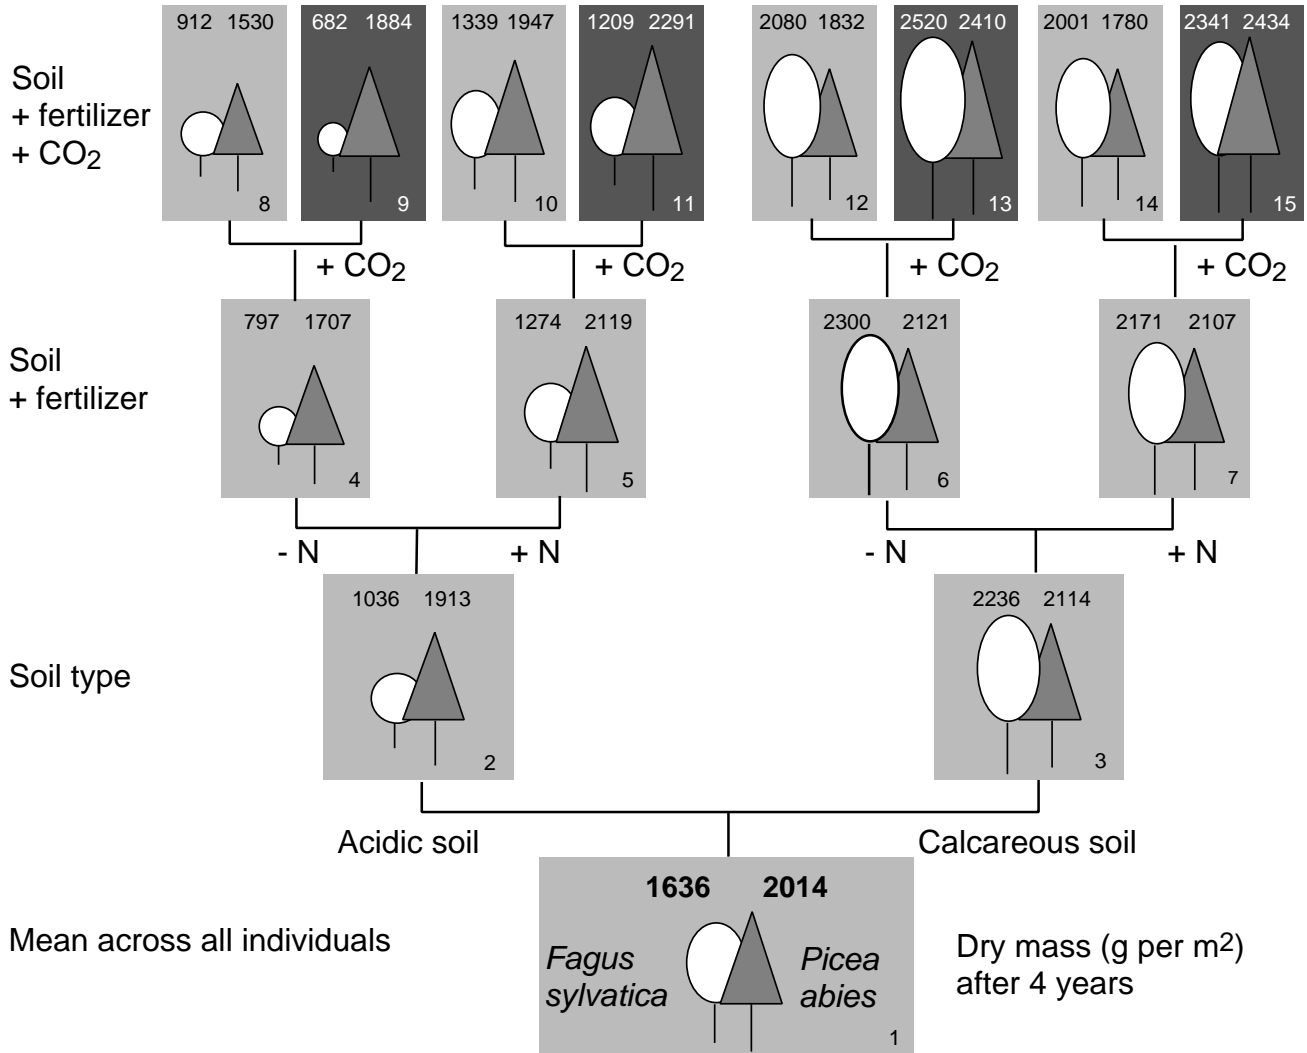 912 1530
682 1884
1339 1947
1209 2291
2080 1832
2520 2410
2001 1780
2341 2434
Soil
+ fertilizer
+ CO2
8
9
10
11
12
13
14
15
+ CO2
+ CO2
+ CO2
+ CO2
797 1707
1274 2119
2300 2121
2171 2107
Soil
+ fertilizer
4
5
6
7
- N
+ N
- N
+ N
1036 1913
2236 2114
Soil type
2
3
Acidic soil
Calcareous soil
1636 2014
Mean across all individuals
Fagus
sylvatica
Picea
abies
Dry mass (g per m2)
after 4 years
1